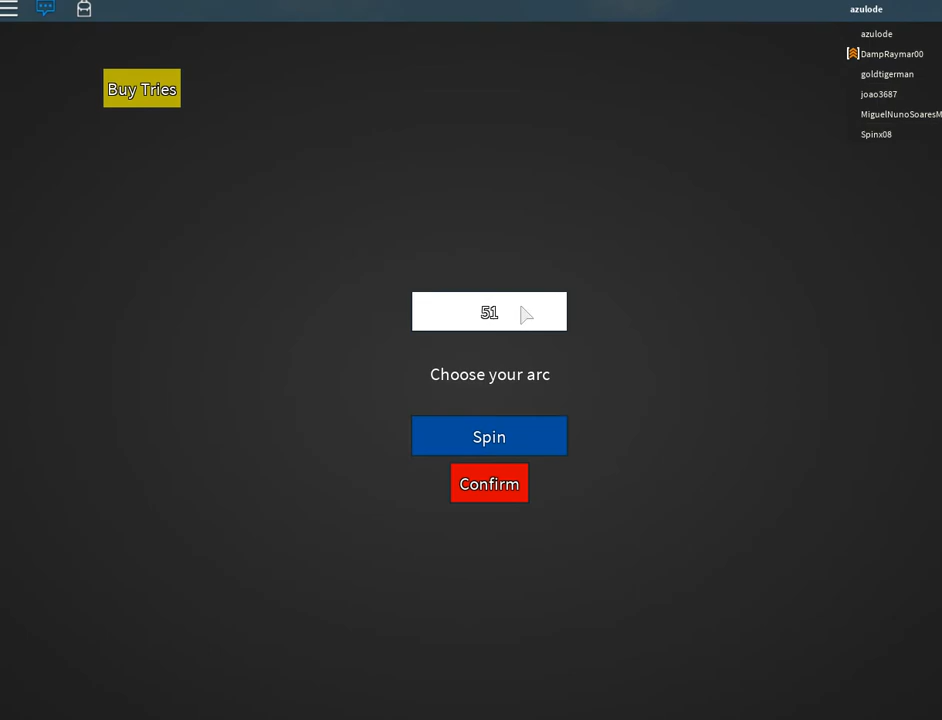 azulode
azulode
DampRaymar00
goldtigerman
joao3687
MiguelNunoSoaresM
Spinx08
Buy Tries
51
Choose your arc
Spin
Confirm